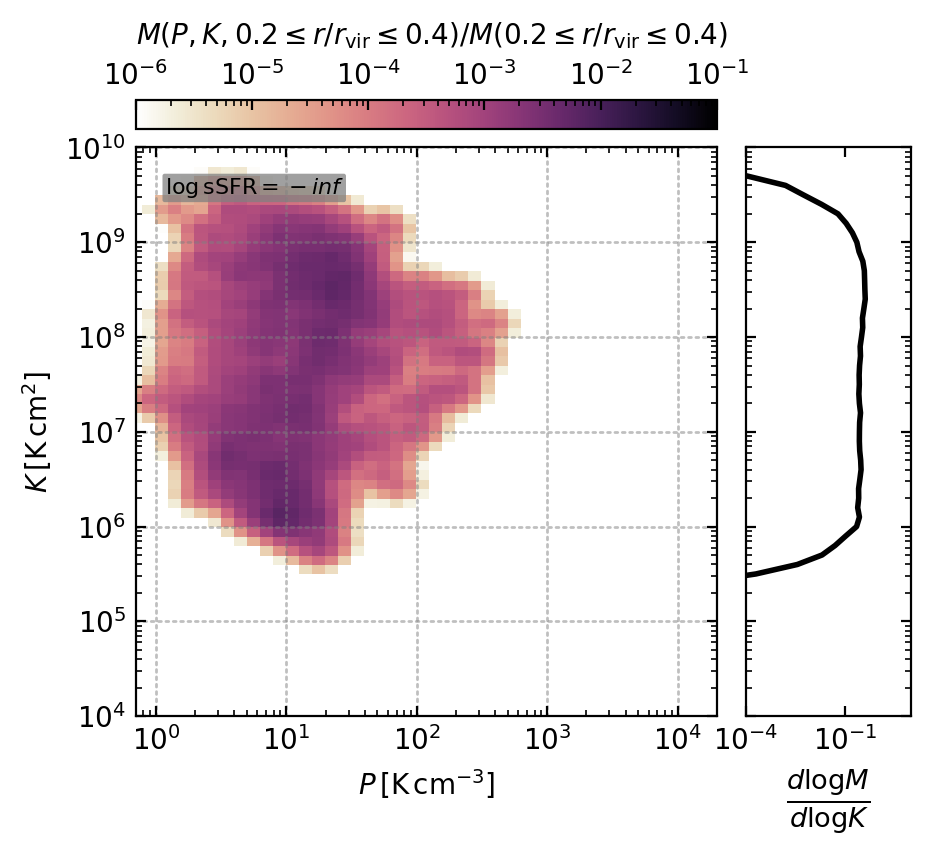 M(P, K, 0.2 ≤ r/r_vir ≤ 0.4)/M(0.2 ≤ r/r_vir ≤ 0.4)
10^−6 10^−5 10^−4 10^−3 10^−2 10^−1
10^10
log sSFR = −inf
10^9
10^8
K [K cm^2]
10^7
10^6
10^5
10^4
10^0 10^1 10^2 10^3 10^4 10^−4 10^−1
P [K cm^−3]
dlogM
dlogK